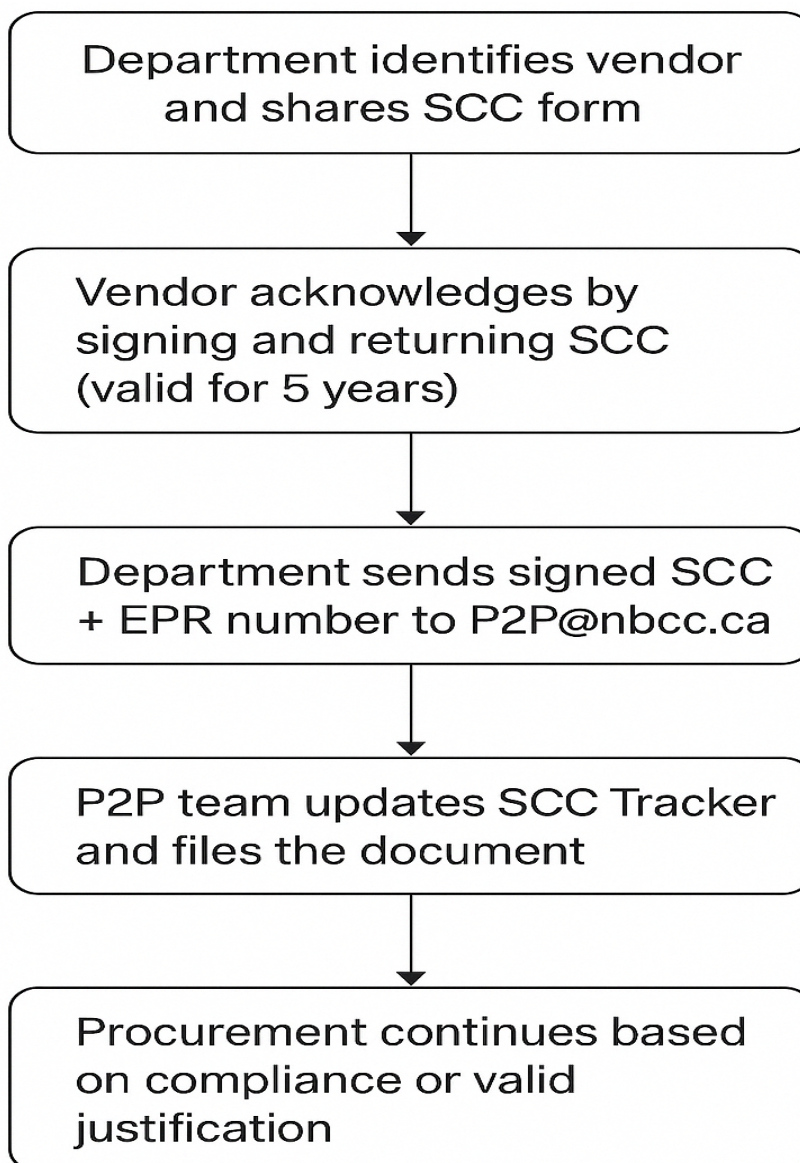 Department identifies vendor
and shares SCC form
Vendor acknowledges by
signing and returning SCC
(valid for 5 years)
Department sends signed SCC
+ EPR number to P2P@nbcc.ca
P2P team updates SCC Tracker
and files the document
Procurement continues based
on compliance or valid
justification